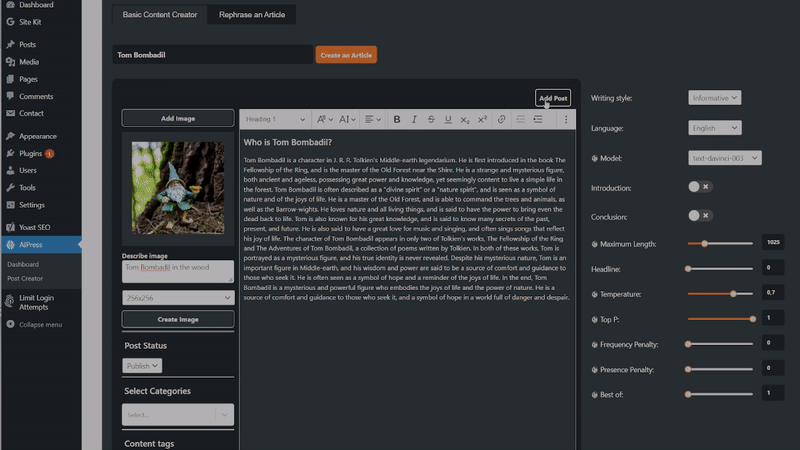 Dashboard
Site Kit
Posts
Media
Pages
Comments
Contact
Appearance
Plugins 1
Users
Tools
Settings
Yoast SEO
AIPress
Dashboard
Post Creator
Limit Login
Attempts
Collapse menu
Basic Content Creator
Rephrase an Article
Tom Bombadil
Create an Article
Add Post
Add Image
Describe image
Tom Bombadil in the wood
256x256
Create Image
Post Status
Publish
Select Categories
Select...
Content tags
Heading 1
Who is Tom Bombadil?
Tom Bombadil is a character in J. R. R. Tolkien's Middle-earth legendarium. He is first introduced in the book The
Fellowship of the Ring, and is the master of the Old Forest near the Shire. He is a strange and mysterious figure,
both ancient and ageless, possessing great power and knowledge, yet seemingly content to live a simple life in
the forest. Tom Bombadil is often described as a "divine spirit" or a "nature spirit", and is seen as a symbol of
nature and of the joys of life. He is a master of the Old Forest, and is able to command the trees and animals, as
well as the Barrow-wights. He loves nature and all living things, and is said to have the power to bring even the
dead back to life. Tom is also known for his great knowledge, and is said to know many secrets of the past,
present, and future. He is also said to have a great love for music and singing, and often sings songs that reflect
his joy of life. The character of Tom Bombadil appears in only two of Tolkien's works, The Fellowship of the Ring
and The Adventures of Tom Bombadil, a collection of poems written by Tolkien. In both of these works, Tom is
portrayed as a mysterious figure, and his true identity is never revealed. Despite his mysterious nature, Tom is an
important figure in Middle-earth, and his wisdom and power are said to be a source of comfort and guidance to
those who seek it. He is often seen as a symbol of hope and a reminder of the joys of life. In the end, Tom
Bombadil is a mysterious and powerful figure who embodies the joys of life and the power of nature. He is a
source of comfort and guidance to those who seek it, and a symbol of hope in a world full of danger and despair.
Writing style:
Informative
Language:
English
Model:
text-davinci-003
Introduction:
Conclusion:
Maximum Length:
1025
Headline:
0
Temperature:
0,7
Top P:
1
Frequency Penalty:
0
Presence Penalty:
0
Best of:
1